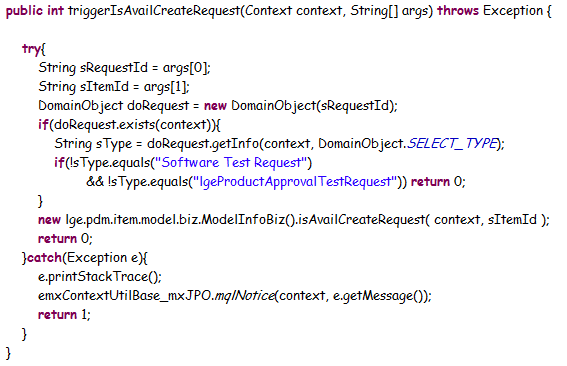 public int triggerIsAvailCreateRequest(Context context, String[] args) throws Exception {
try{
String sRequestId = args[0];
String sItemId = args[1];
DomainObject doRequest = new DomainObject(sRequestId);
if(doRequest.exists(context)){
String sType = doRequest.getInfo(context, DomainObject.SELECT_TYPE);
if(!sType.equals("Software Test Request")
&& !sType.equals("lgeProductApprovalTestRequest")) return 0;
}
new lge.pdm.item.model.biz.ModelInfoBiz().isAvailCreateRequest( context, sItemId );
return 0;
}catch(Exception e){
e.printStackTrace();
emxContextUtilBase_mxJPO.mqlNotice(context, e.getMessage());
return 1;
}
}